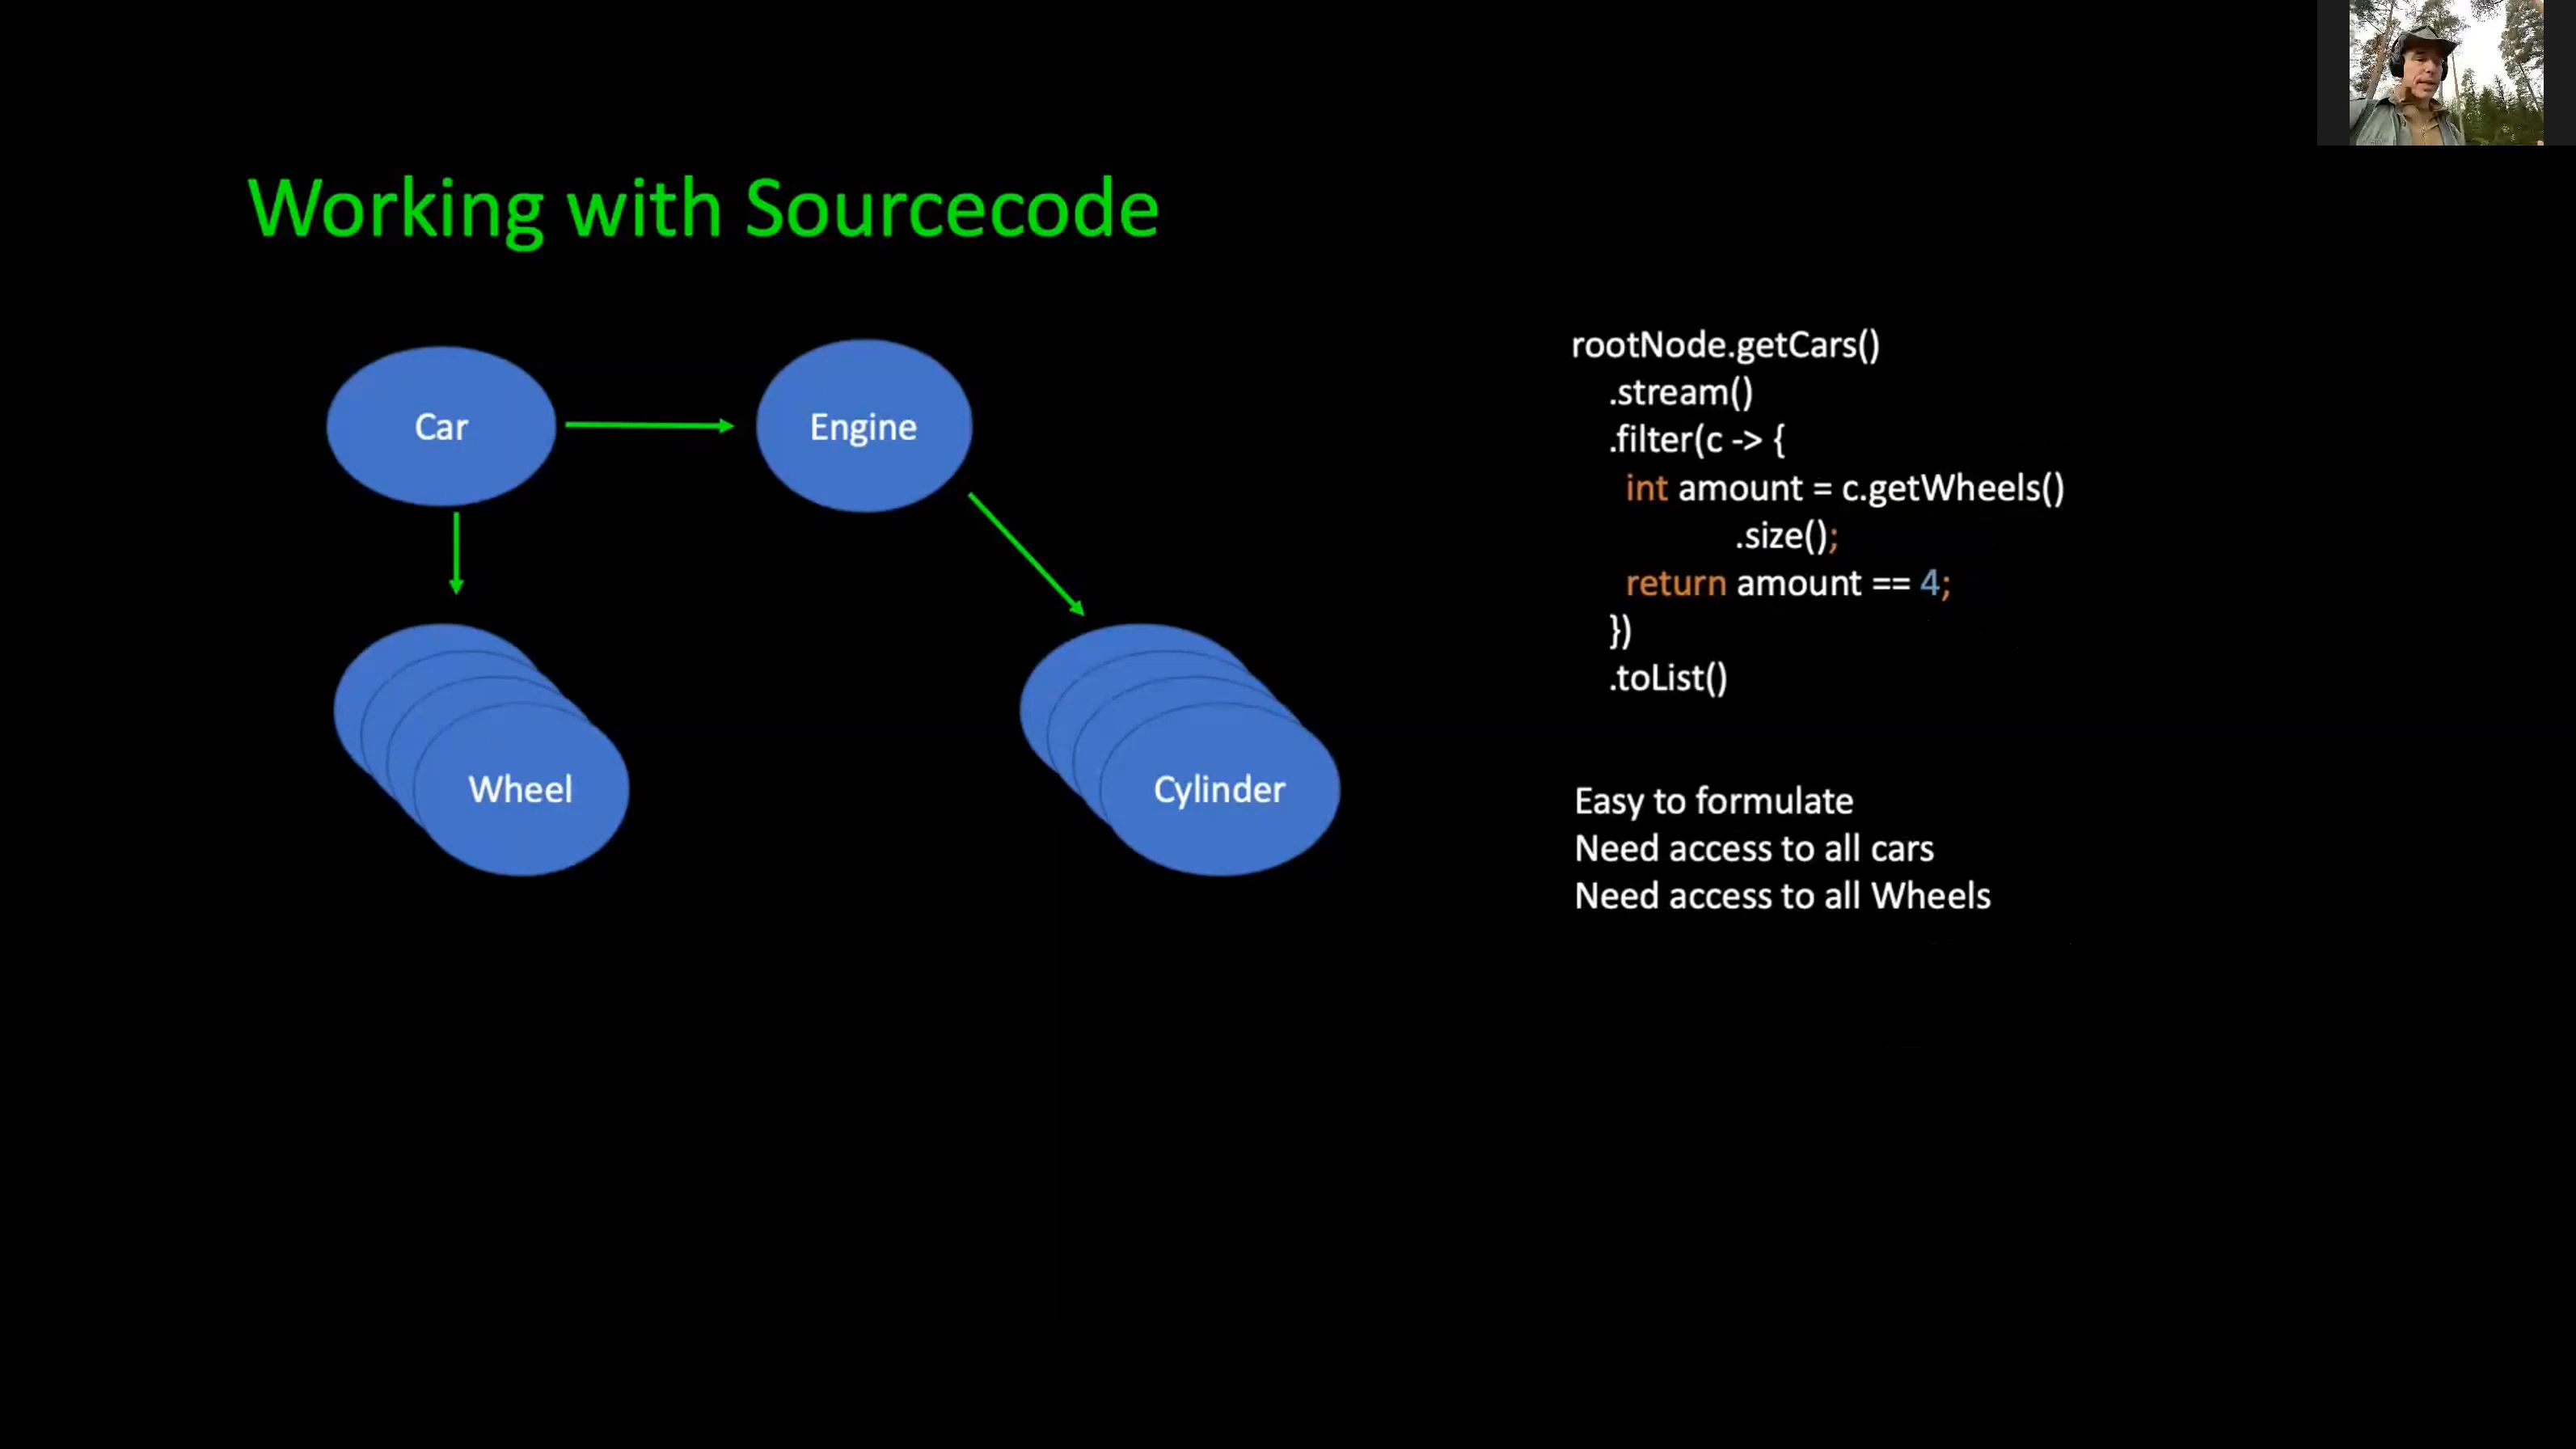 Working with Sourcecode
Car
Engine
Wheel
Cylinder
rootNode.getCars()
.stream()
.filter(c -> {
int amount = c.getWheels()
.size();
return amount == 4;
})
.toList()
Easy to formulate
Need access to all cars
Need access to all Wheels